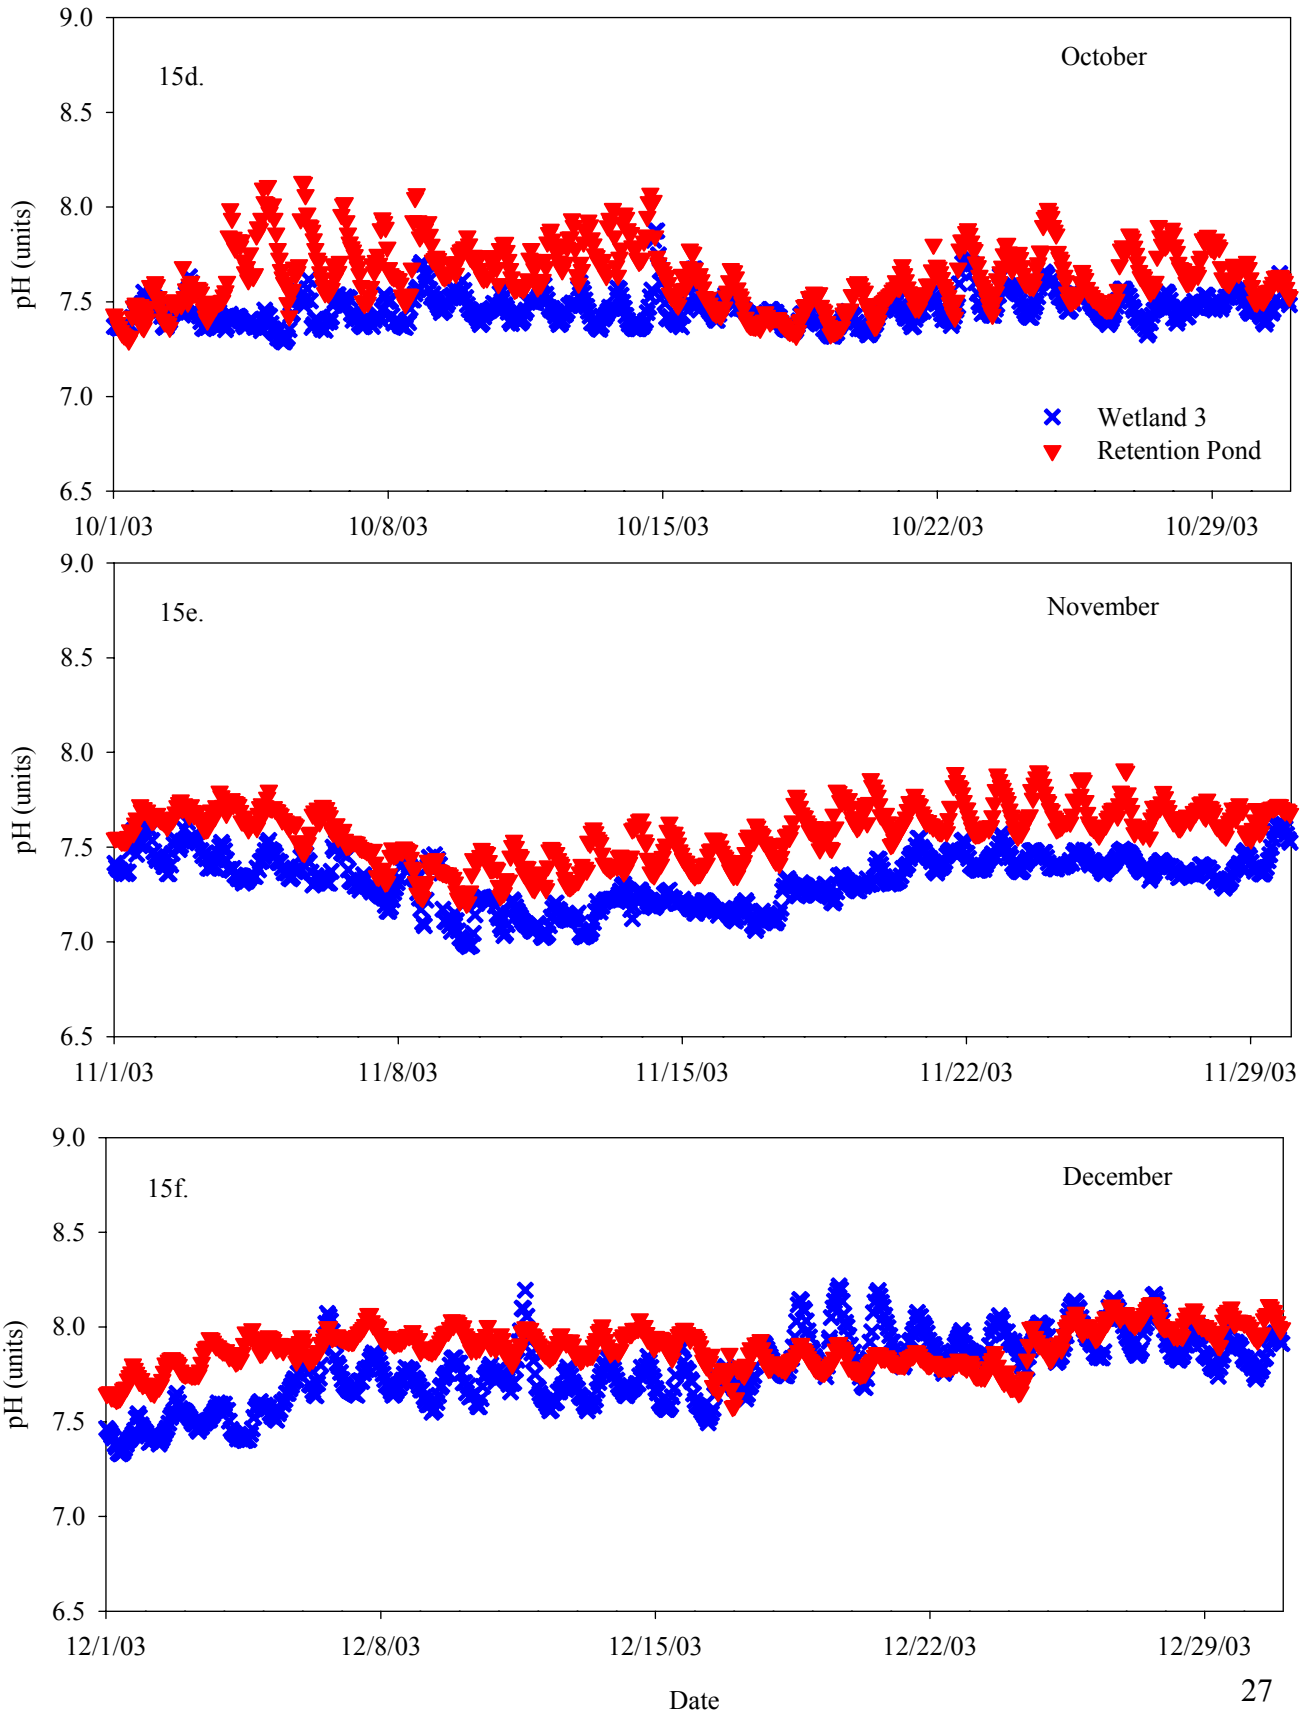 9.0
15d.
October
8.5
8.0
pH (units)
7.5
7.0
Wetland 3
Retention Pond
6.5
10/1/03 10/8/03 10/15/03 10/22/03 10/29/03
9.0
15e.
November
8.5
8.0
pH (units)
7.5
7.0
6.5
11/1/03 11/8/03 11/15/03 11/22/03 11/29/03
9.0
15f.
December
8.5
8.0
pH (units)
7.5
7.0
6.5
12/1/03 12/8/03 12/15/03 12/22/03 12/29/03
Date
27